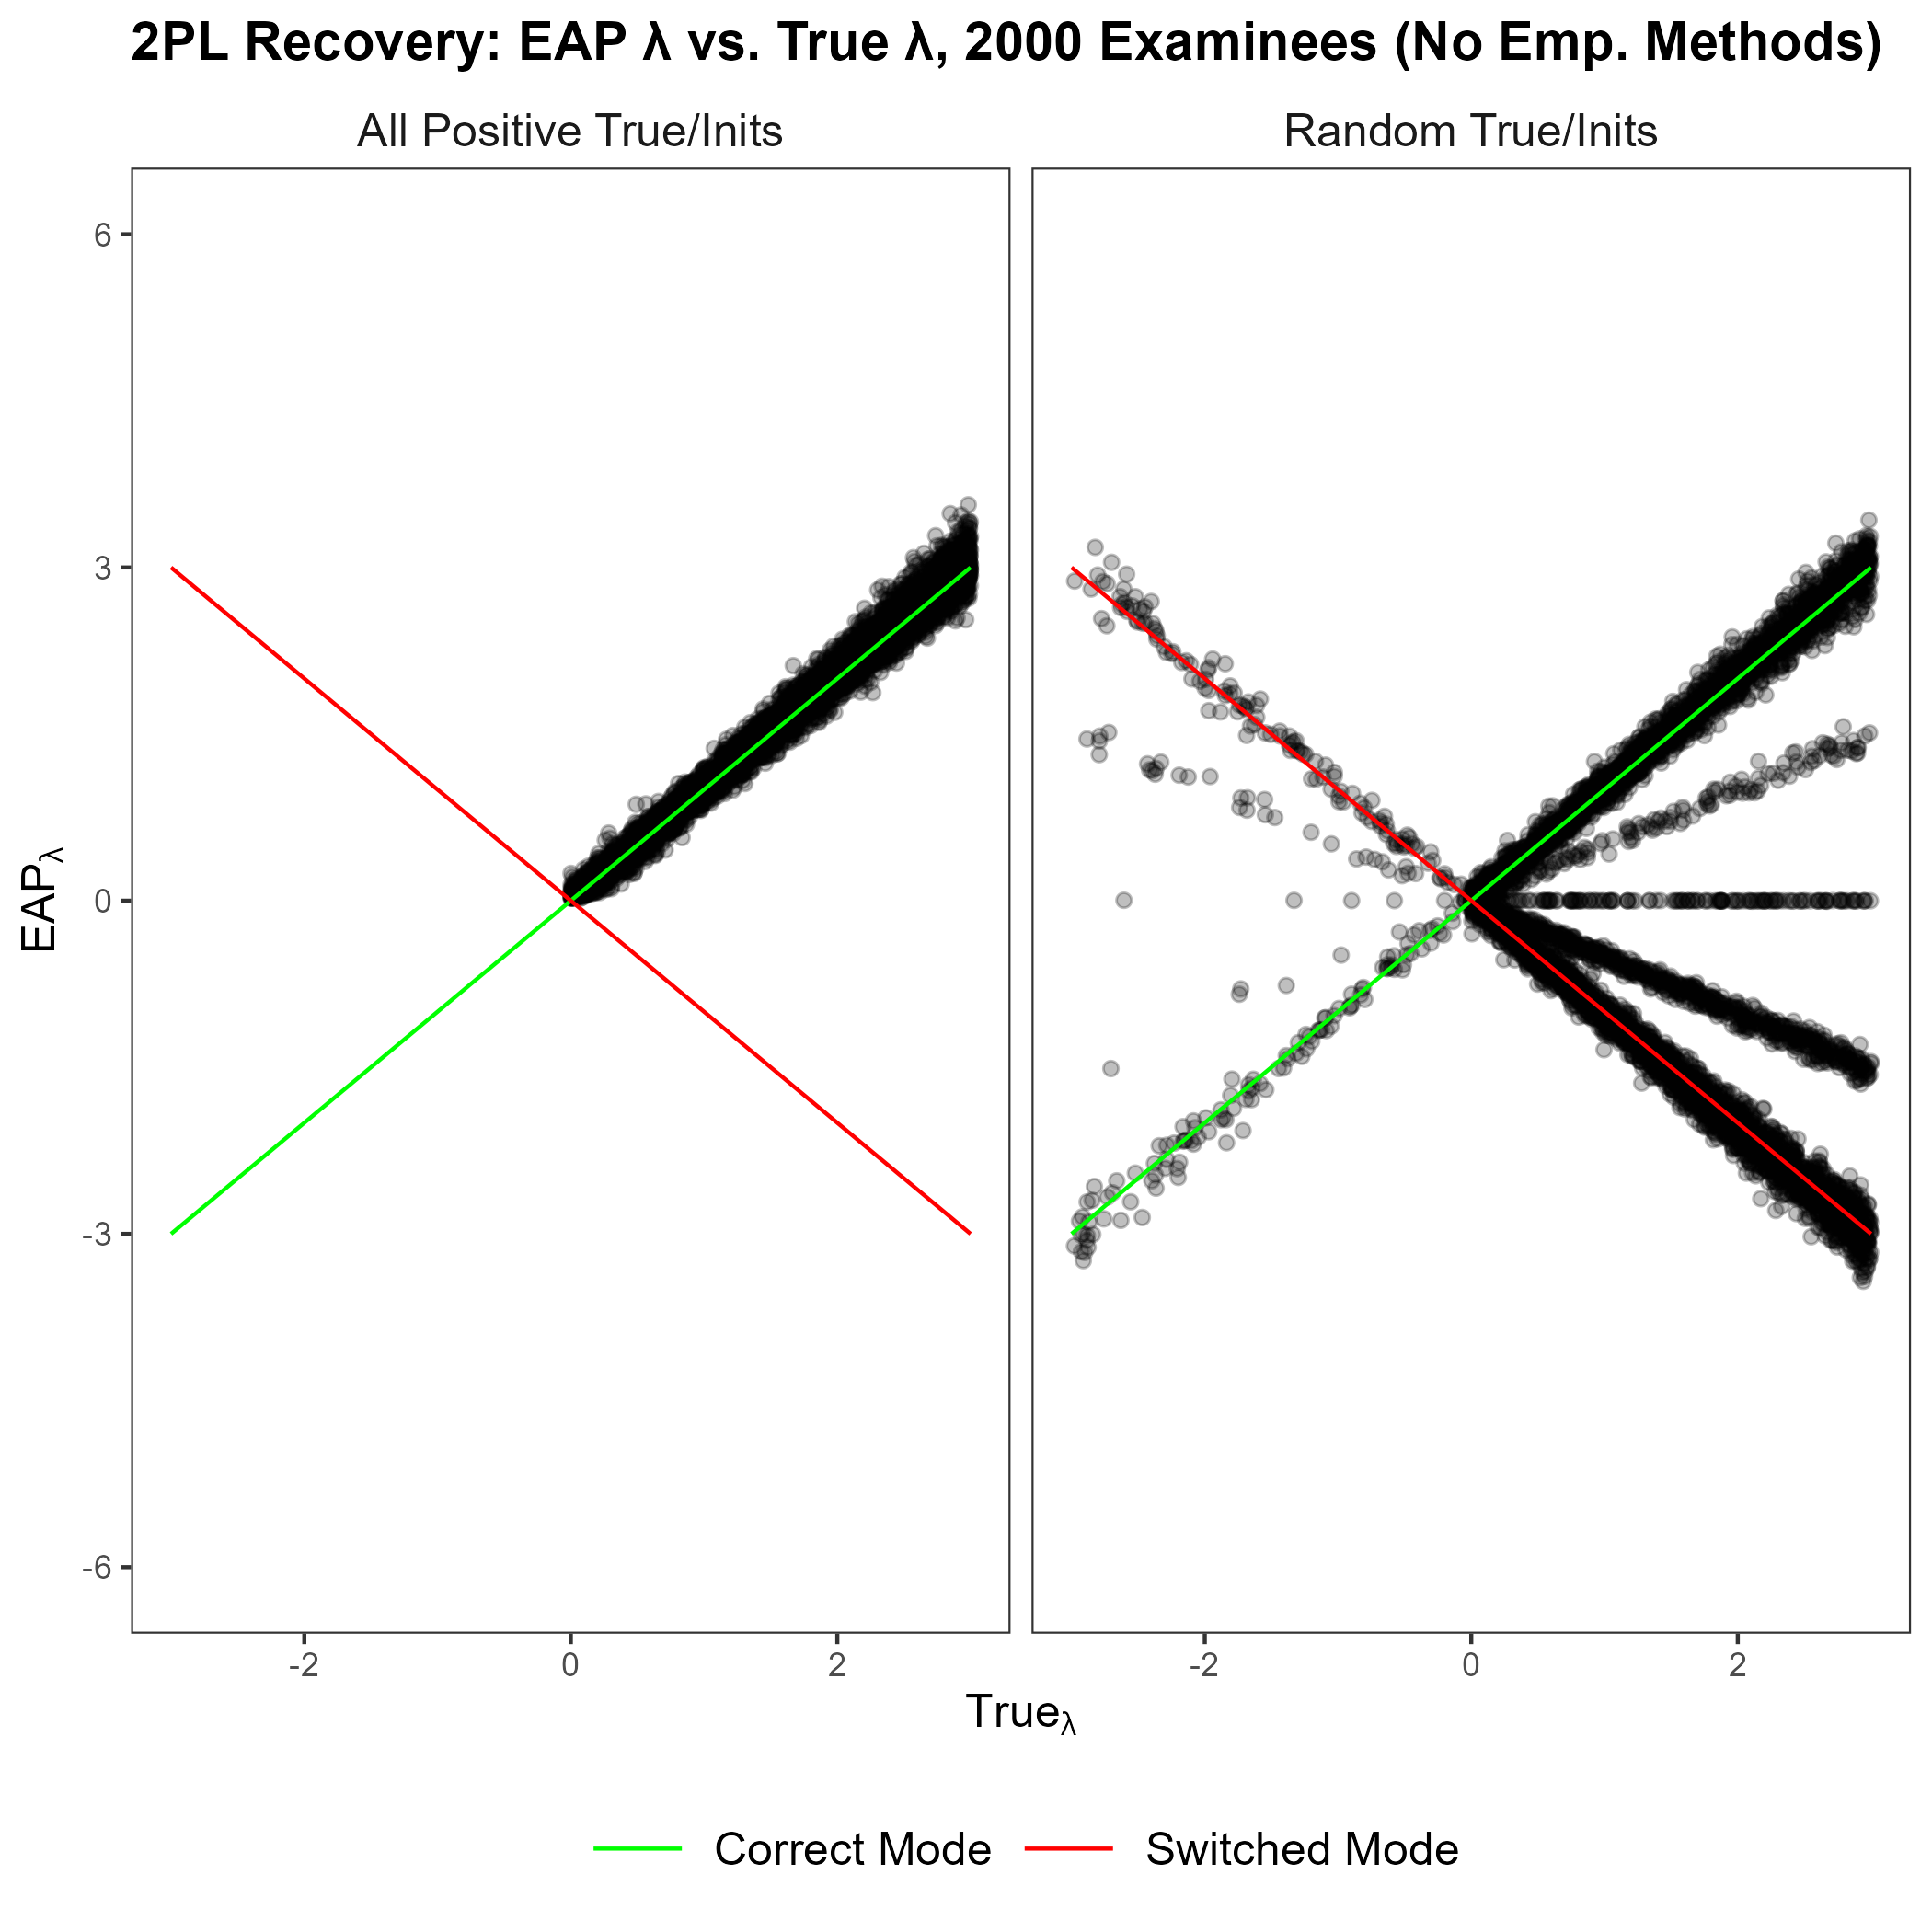 2PL Recovery: EAP λ vs. True λ, 2000 Examinees (No Emp. Methods)
All Positive True/Inits
Random True/Inits
6
3
0
-3
-6
EAPλ
-2
0
2
-2
0
2
Trueλ
Correct Mode
Switched Mode